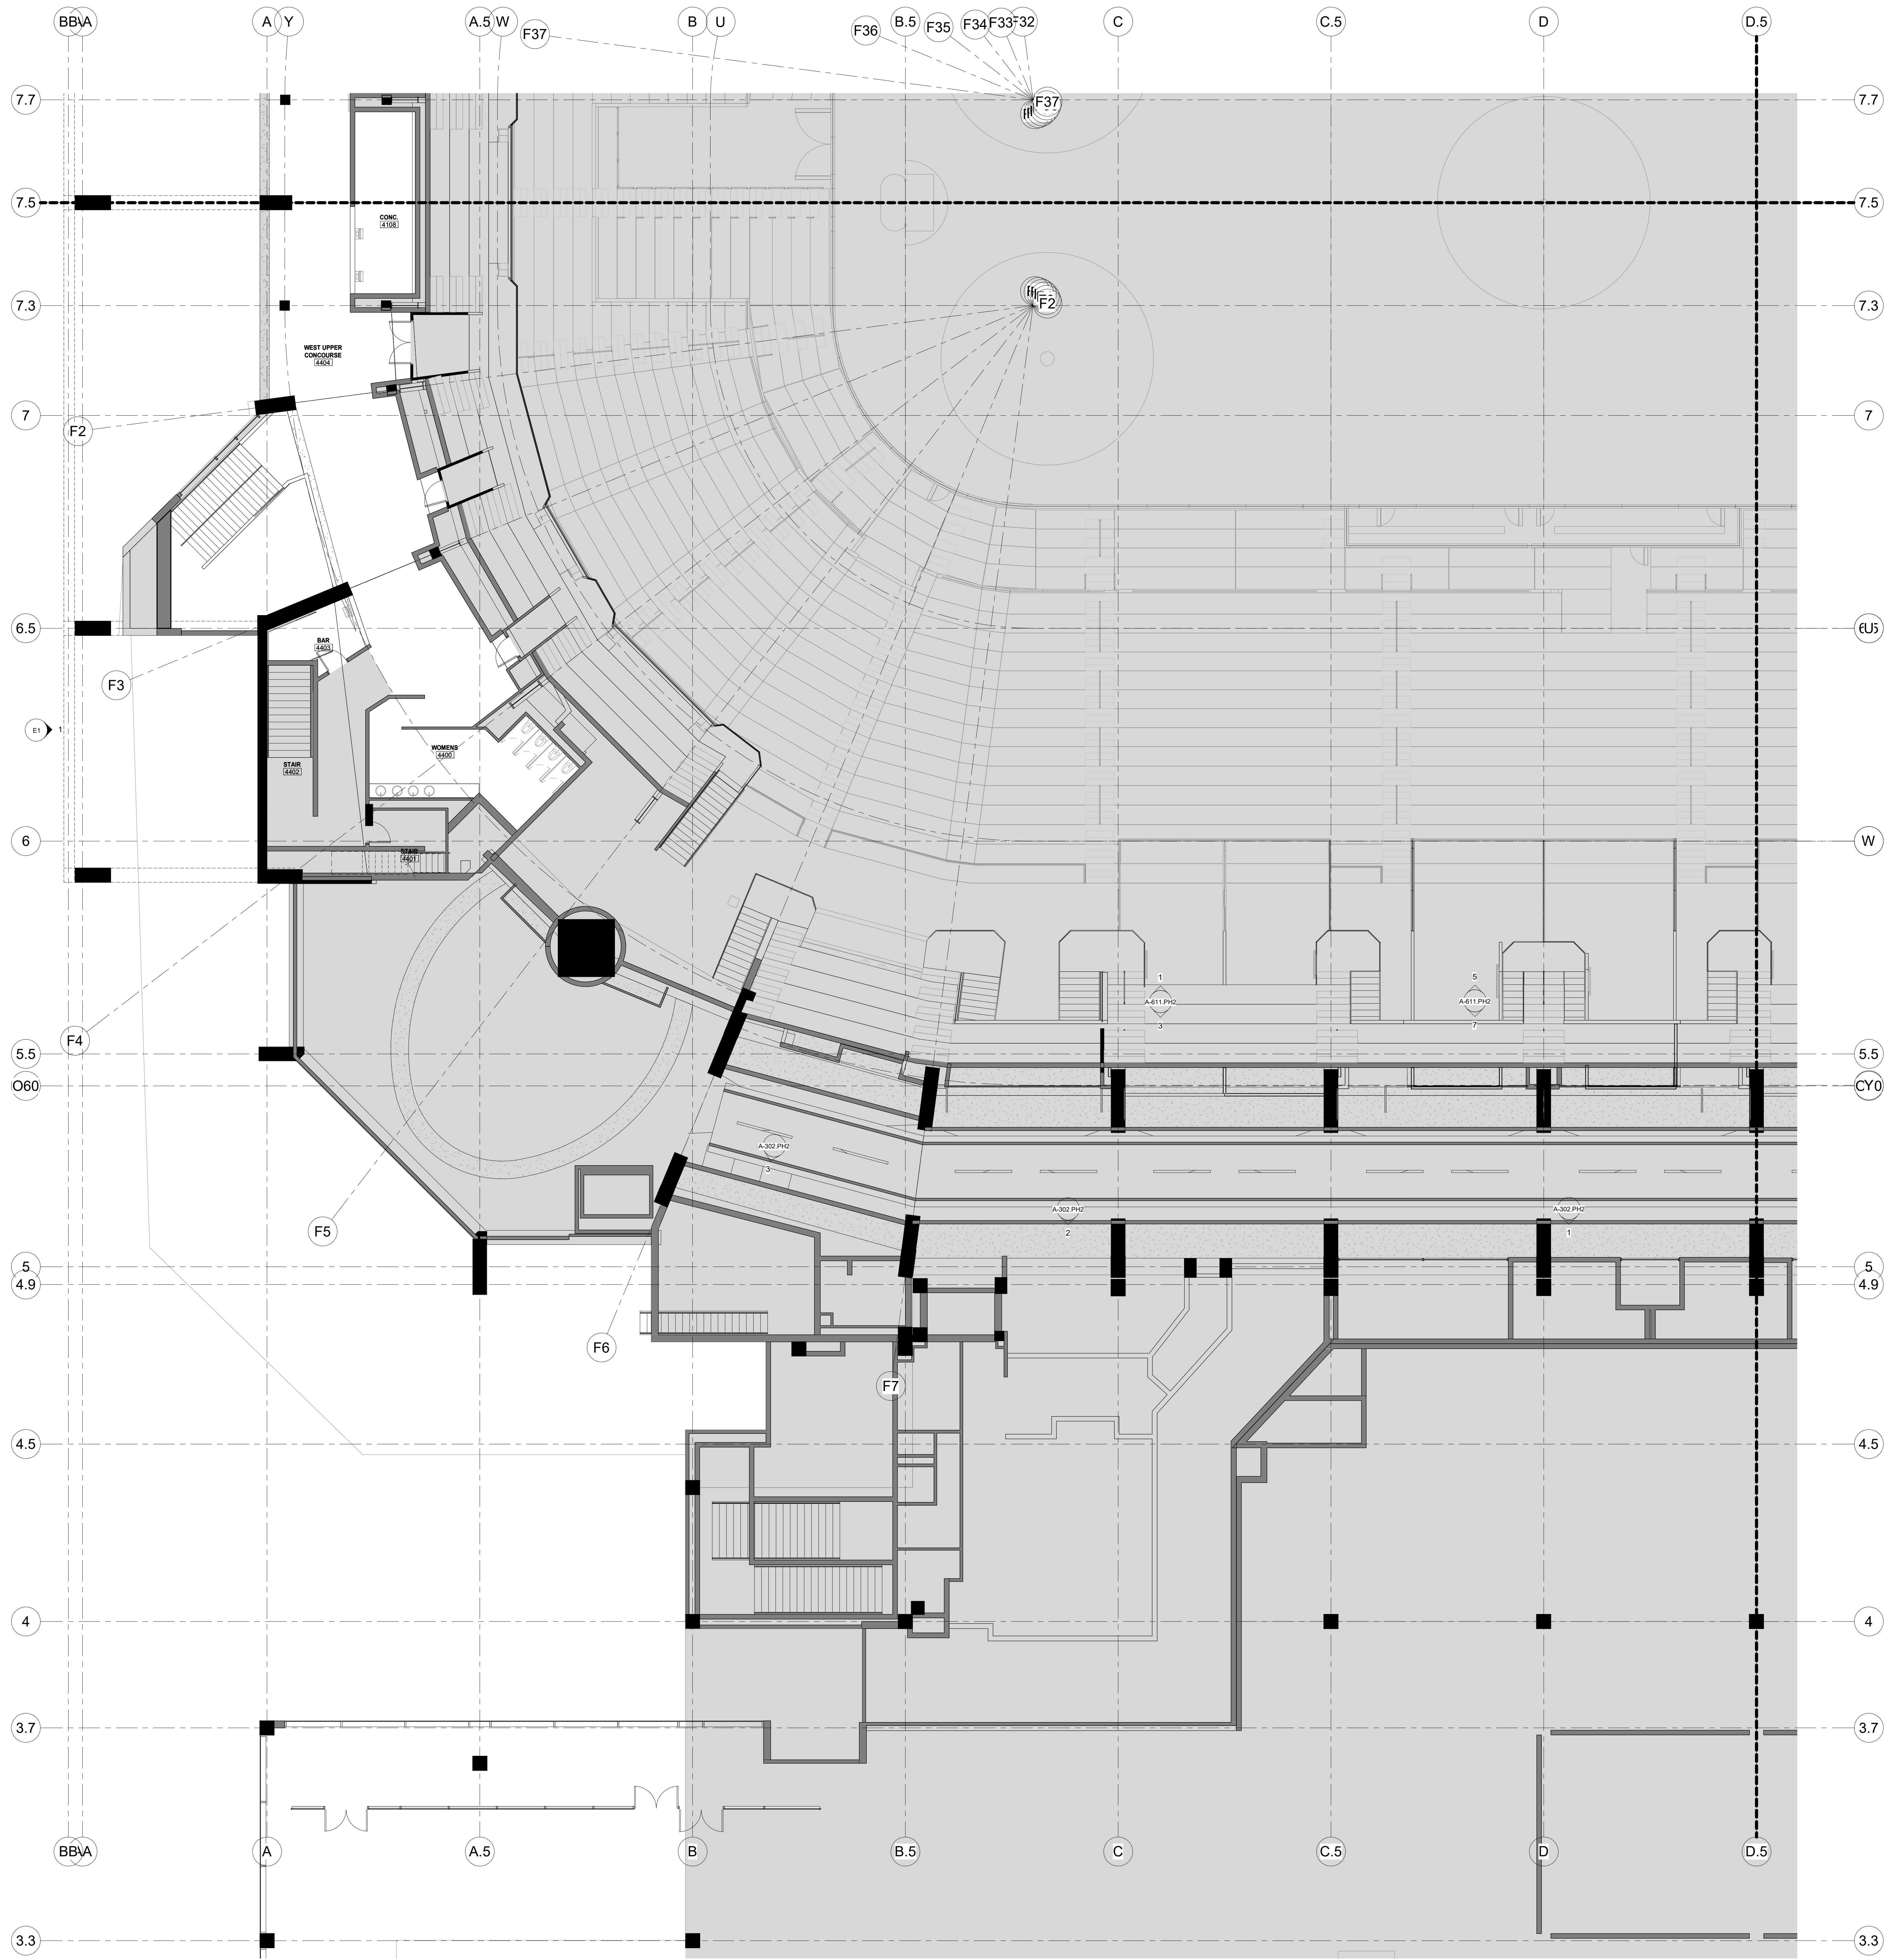 A
Y
A.5
W
B
U
B.5
C
C.5
D
D.5
F37
F36
F35
F34
F33
F32
7.7
F37
7.7
7.5
7.5
CONC.
4108
7.3
F2
7.3
WEST UPPER
CONCOURSE
4404
7
7
F2
6.5
BAR
4403
F3
E1
1
WOMENS
4400
STAIR
4402
6
W
STAIR
4401
1
A-611.PH2
3
5
A-611.PH2
7
F4
5.5
5.5
O60
CY0
A-302.PH2
3
A-302.PH2
2
A-302.PH2
1
F5
5
5
4.9
4.9
F6
F7
4.5
4.5
4
4
3.7
3.7
A
A.5
B
B.5
C
C.5
D
D.5
3.3
3.3